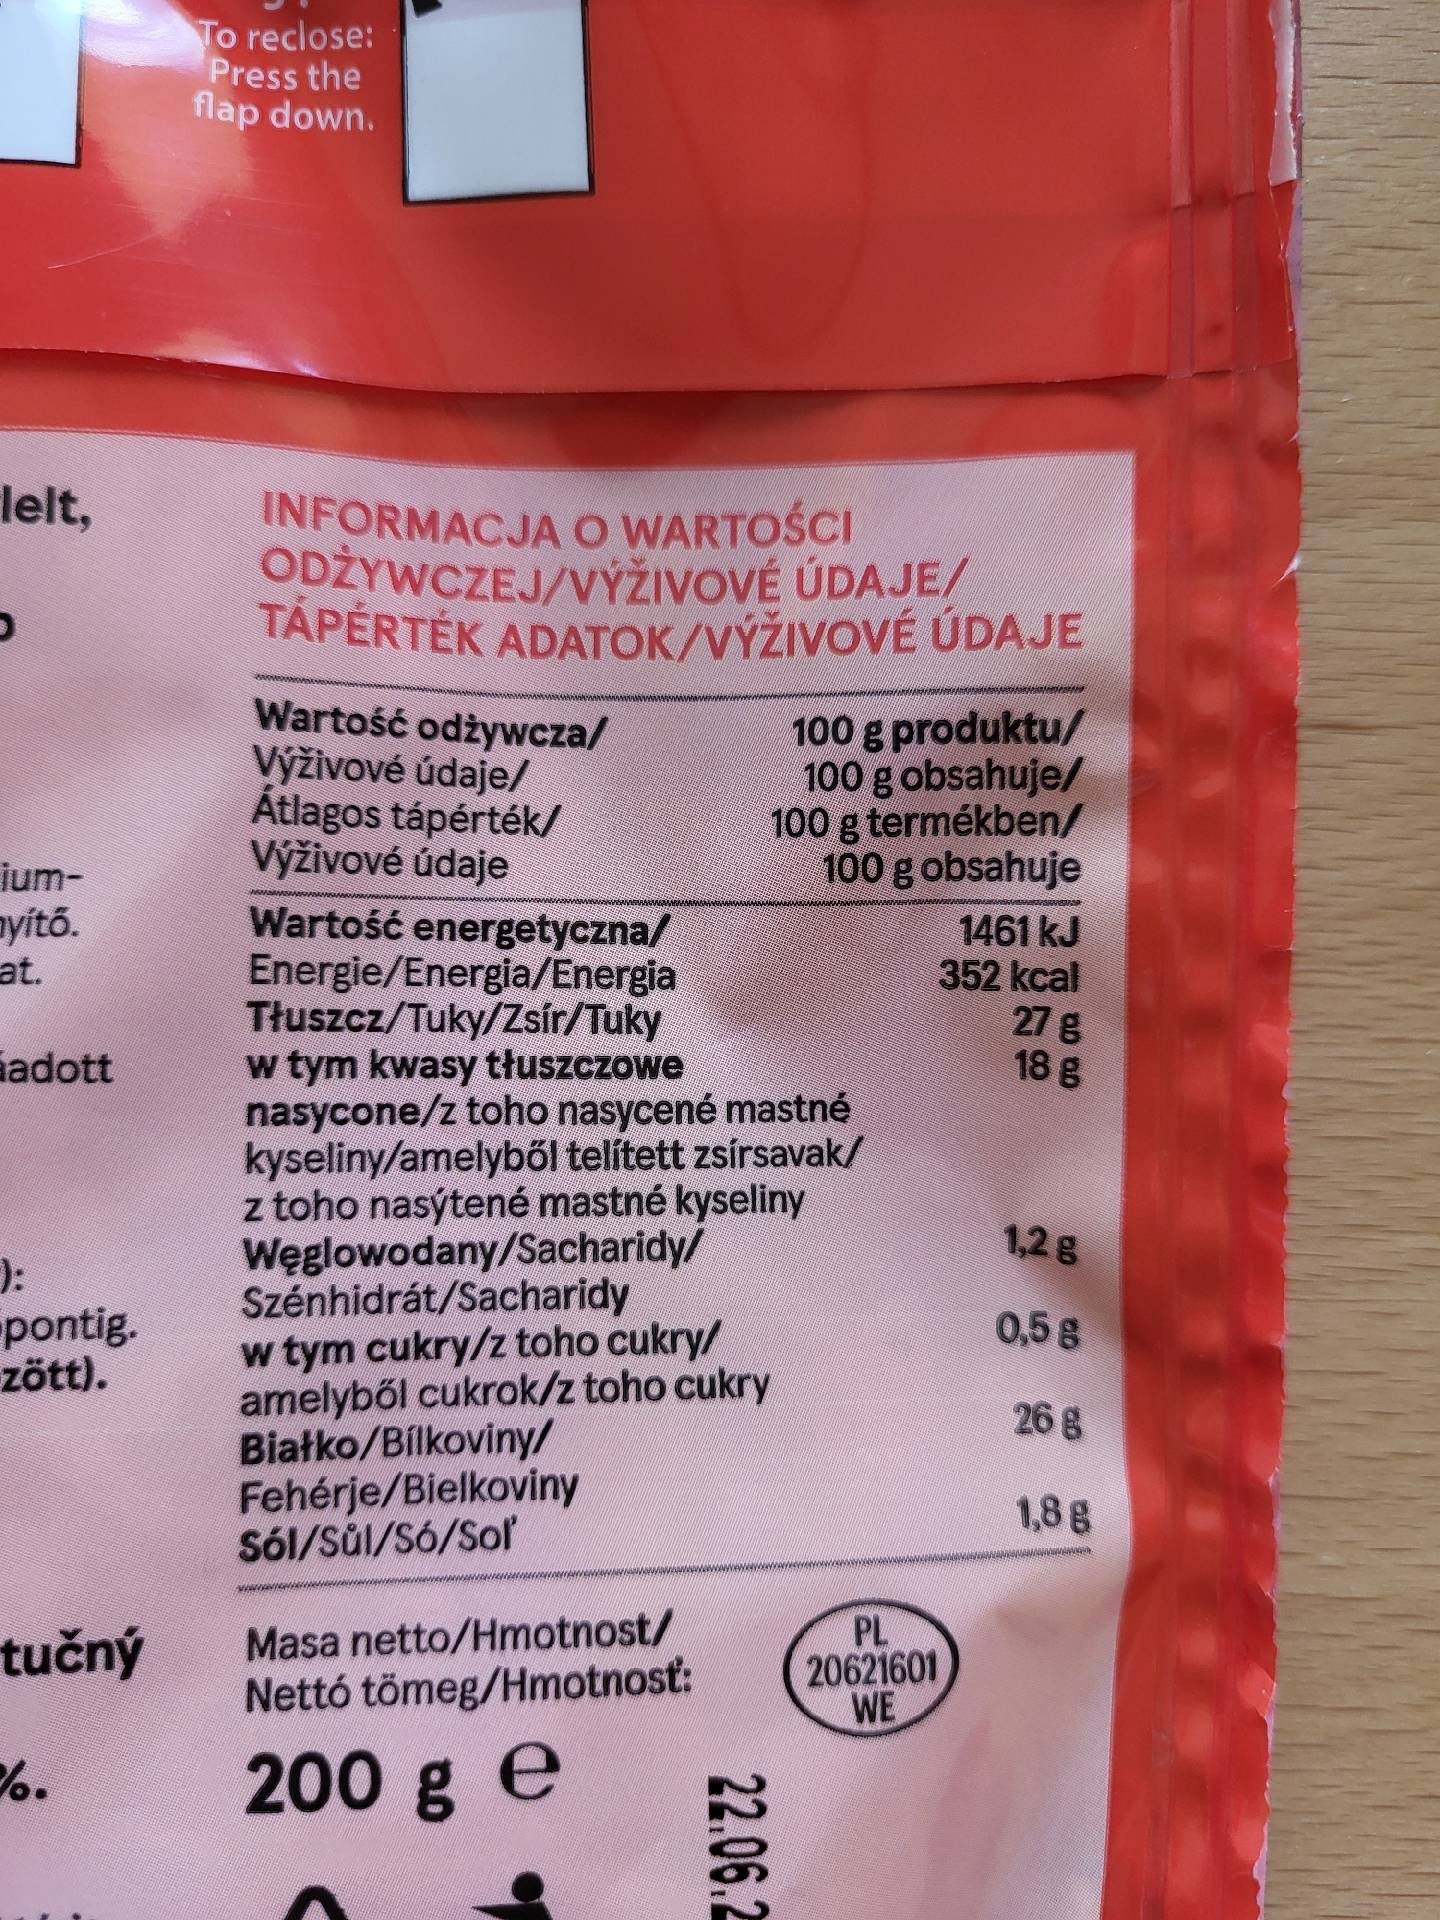 To reclose:
Press the
flap down.
INFORMACJA O WARTOŚCI
ODŻYWCZEJ/VÝŽIVOVÉ ÚDAJE/
TÁPÉRTÉK ADATOK/VÝŽIVOVÉ ÚDAJE
Wartość odżywcza/ 100 g produktu/
Výživové údaje/ 100 g obsahuje/
Átlagos tápérték/ 100 g termékben/
Výživové údaje 100 g obsahuje
Wartość energetyczna/ 1461 kJ
Energie/Energia/Energia 352 kcal
Tłuszcz/Tuky/Zsír/Tuky 27 g
w tym kwasy tłuszczowe 18 g
nasycone/z toho nasycené mastné
kyseliny/amelyből telített zsírsavak/
z toho nasýtené mastné kyseliny
Węglowodany/Sacharidy/ 1,2 g
Szénhidrát/Sacharidy
w tym cukry/z toho cukry/ 0,5 g
amelyből cukrok/z toho cukry
Białko/Bílkoviny/ 26 g
Fehérje/Bielkoviny
Sól/Sůl/Só/Soľ 1,8 g
Masa netto/Hmotnost/
Nettó tömeg/Hmotnosť:
200 g e
PL
20621601
WE
22.06.2
lelt,
ium-
nyító.
at.
áadott
):
pontig.
zött).
tučný
%.